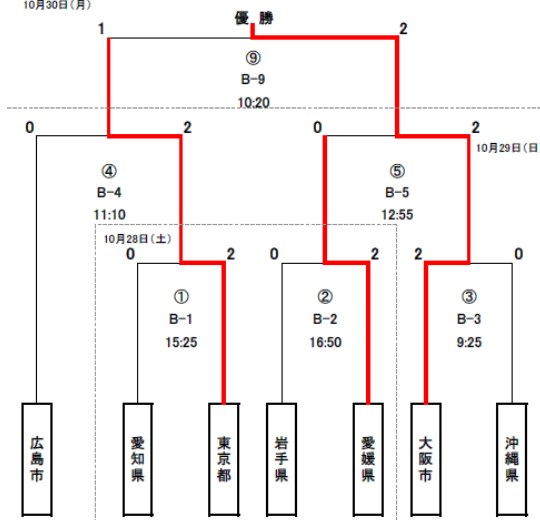 10月30日(月)
優 勝
1
2
⑨
B-9
10:20
0
2
0
2
10月29日(日
④
B-4
11:10
⑤
B-5
12:55
10月28日(土)
0
2
0
2
2
0
①
B-1
15:25
②
B-2
16:50
③
B-3
9:25
広島市
愛知県
東京都
岩手県
愛媛県
大阪市
沖縄県